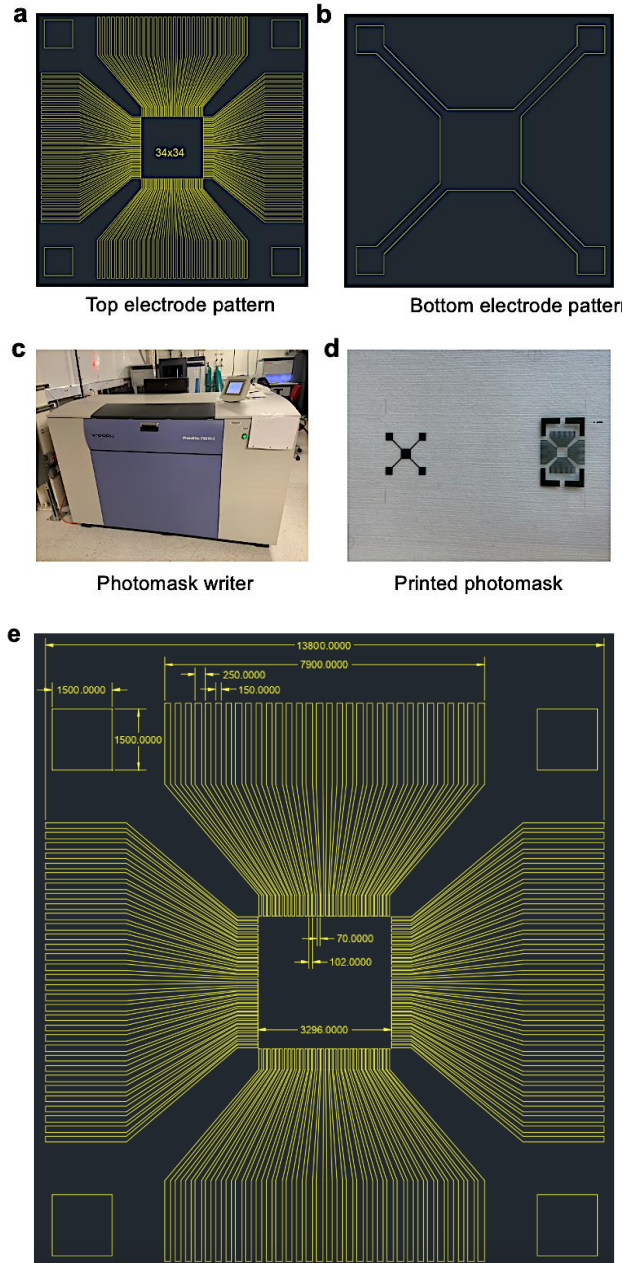 a
b
34x34
Top electrode pattern
Bottom electrode patter
c
d
Photomask writer
Printed photomask
e
13800.0000
7900.0000
250.0000
1500.0000
150.0000
1500.0000
70.0000
102.0000
3296.0000